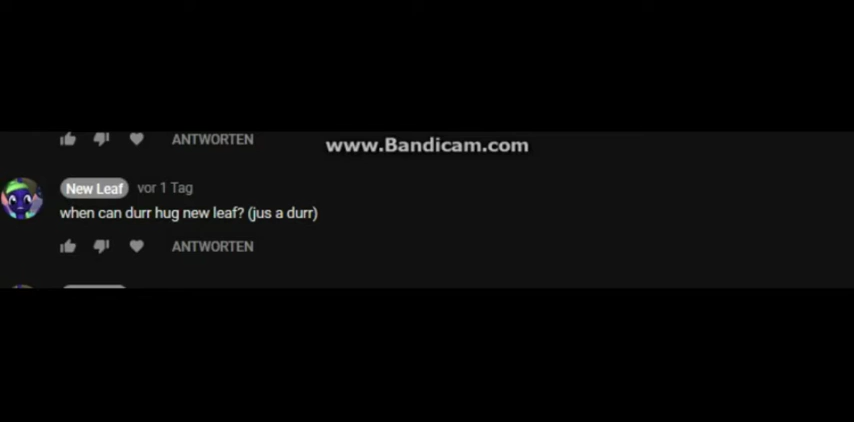 ANTWORTEN
www.Bandicam.com
New Leaf vor 1 Tag
when can durr hug new leaf? (jus a durr)
ANTWORTEN